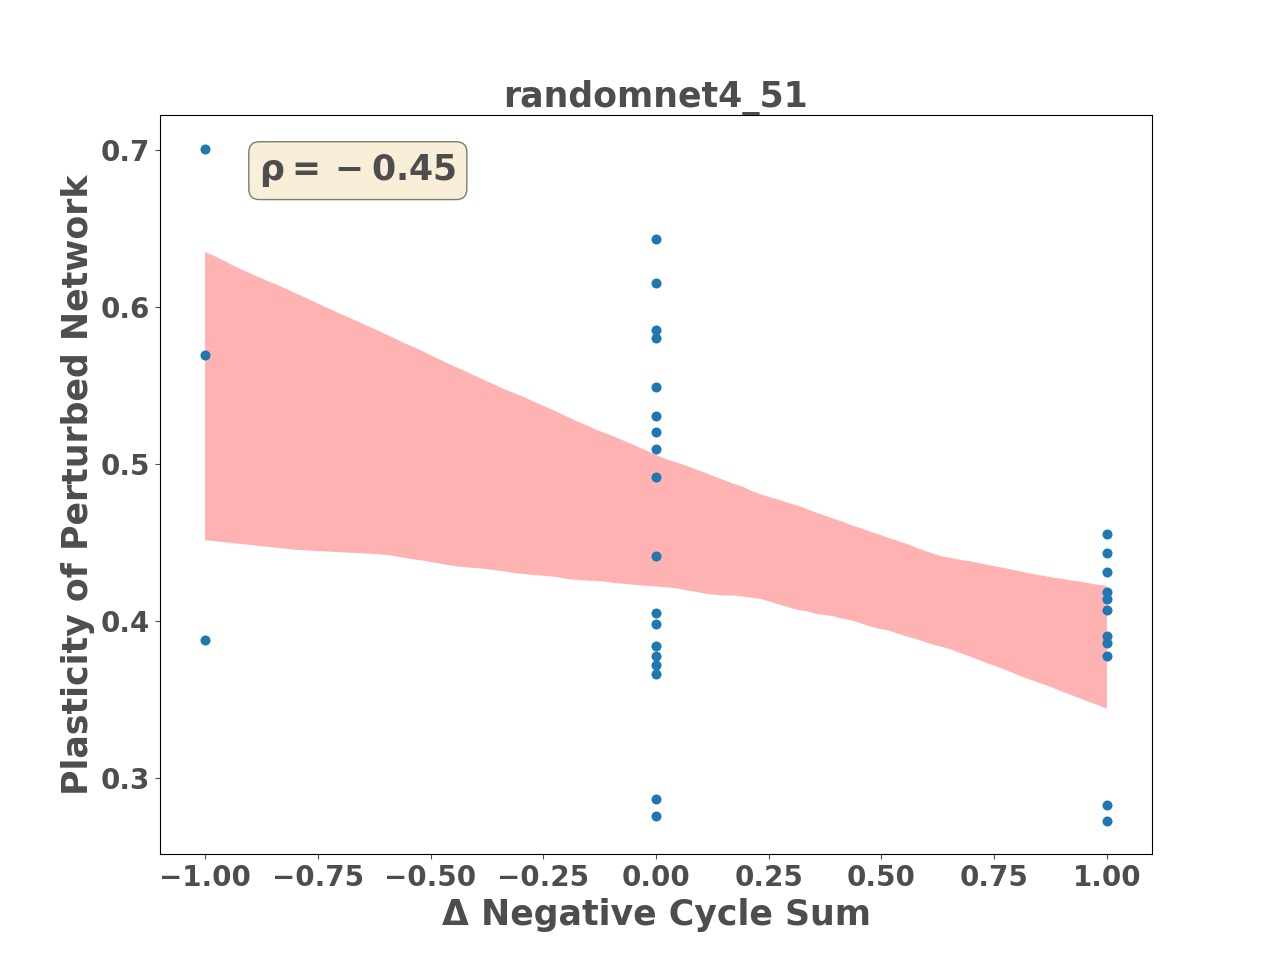 randomnet4_51
ρ = − 0.45
Plasticity of Perturbed Network
0.7
0.6
0.5
0.4
0.3
−1.00 −0.75 −0.50 −0.25 0.00 0.25 0.50 0.75 1.00
Δ Negative Cycle Sum